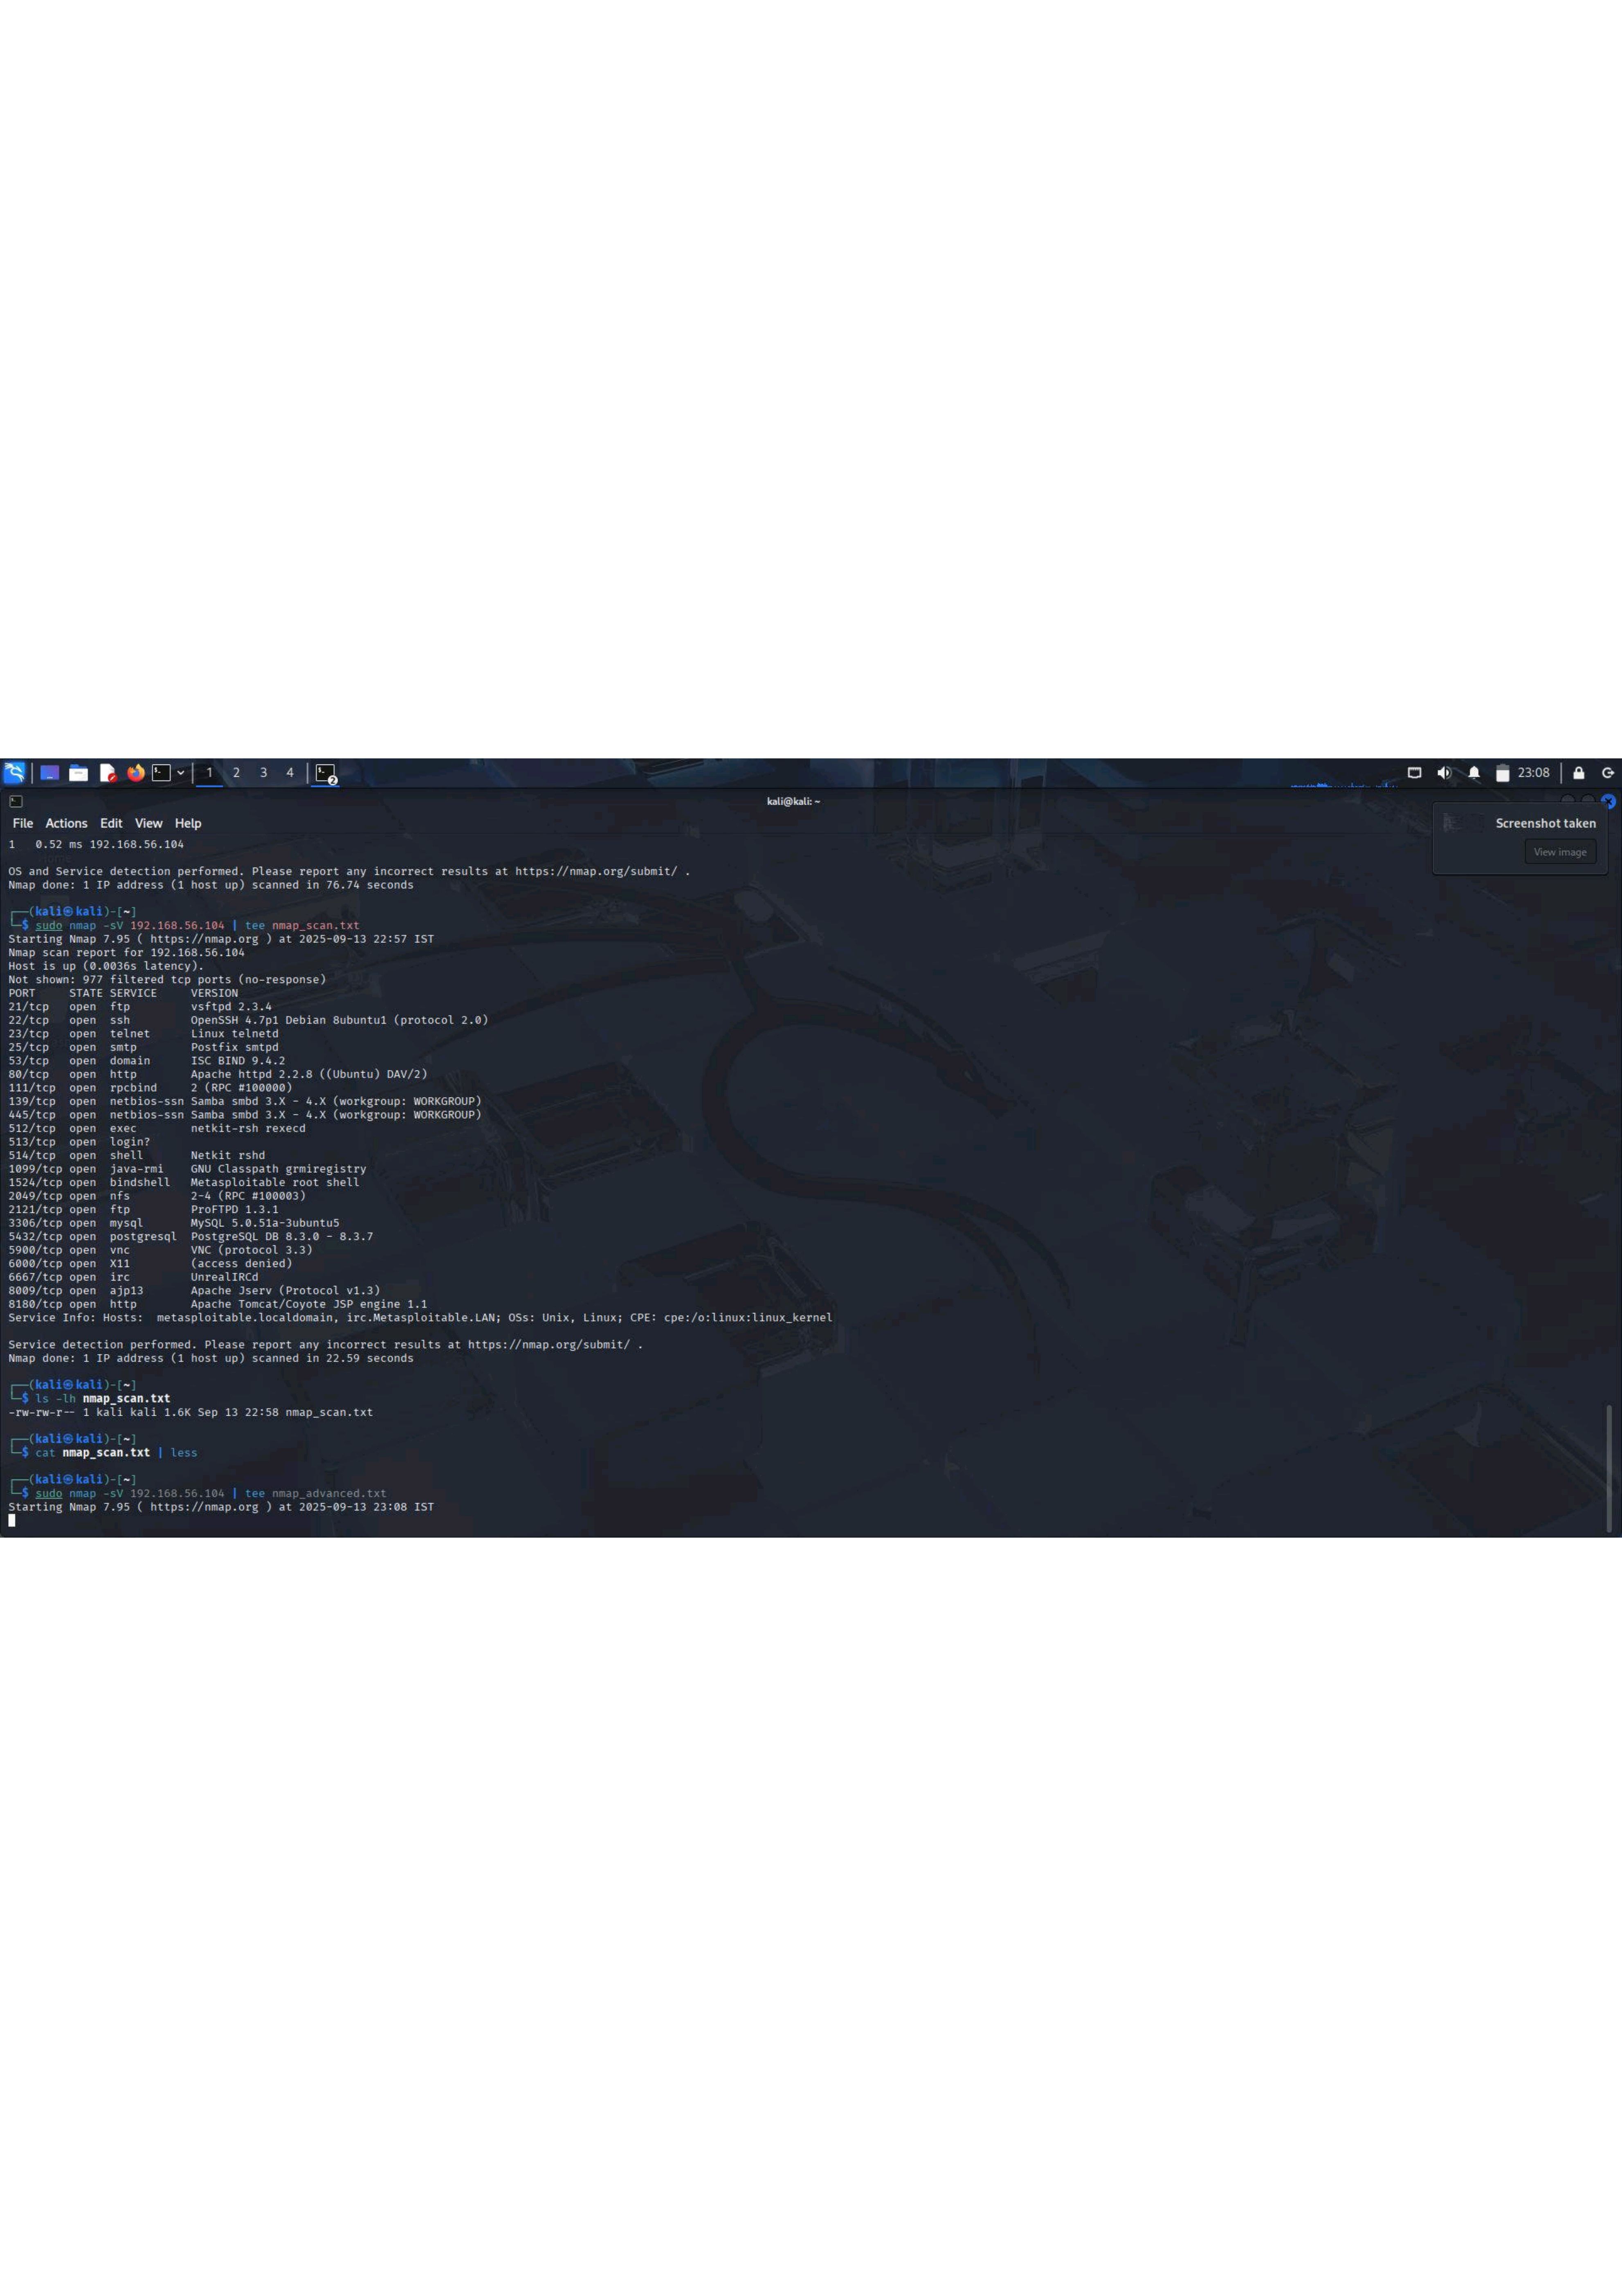 1 2 3 4 2 23:08
kali@kali: ~
File Actions Edit View Help
Screenshot taken
View image
1   0.52 ms 192.168.56.104
OS and Service detection performed. Please report any incorrect results at https://nmap.org/submit/ .
Nmap done: 1 IP address (1 host up) scanned in 76.74 seconds
┌──(kali㉿kali)-[~]
└─$ sudo nmap -sV 192.168.56.104 | tee nmap_scan.txt
Starting Nmap 7.95 ( https://nmap.org ) at 2025-09-13 22:57 IST
Nmap scan report for 192.168.56.104
Host is up (0.0036s latency).
Not shown: 977 filtered tcp ports (no-response)
PORT     STATE SERVICE     VERSION
21/tcp   open  ftp         vsftpd 2.3.4
22/tcp   open  ssh         OpenSSH 4.7p1 Debian 8ubuntu1 (protocol 2.0)
23/tcp   open  telnet      Linux telnetd
25/tcp   open  smtp        Postfix smtpd
53/tcp   open  domain      ISC BIND 9.4.2
80/tcp   open  http        Apache httpd 2.2.8 ((Ubuntu) DAV/2)
111/tcp  open  rpcbind     2 (RPC #100000)
139/tcp  open  netbios-ssn Samba smbd 3.X - 4.X (workgroup: WORKGROUP)
445/tcp  open  netbios-ssn Samba smbd 3.X - 4.X (workgroup: WORKGROUP)
512/tcp  open  exec        netkit-rsh rexecd
513/tcp  open  login?
514/tcp  open  shell       Netkit rshd
1099/tcp open  java-rmi    GNU Classpath grmiregistry
1524/tcp open  bindshell   Metasploitable root shell
2049/tcp open  nfs         2-4 (RPC #100003)
2121/tcp open  ftp         ProFTPD 1.3.1
3306/tcp open  mysql       MySQL 5.0.51a-3ubuntu5
5432/tcp open  postgresql  PostgreSQL DB 8.3.0 - 8.3.7
5900/tcp open  vnc         VNC (protocol 3.3)
6000/tcp open  X11         (access denied)
6667/tcp open  irc         UnrealIRCd
8009/tcp open  ajp13       Apache Jserv (Protocol v1.3)
8180/tcp open  http        Apache Tomcat/Coyote JSP engine 1.1
Service Info: Hosts:  metasploitable.localdomain, irc.Metasploitable.LAN; OSs: Unix, Linux; CPE: cpe:/o:linux:linux_kernel
Service detection performed. Please report any incorrect results at https://nmap.org/submit/ .
Nmap done: 1 IP address (1 host up) scanned in 22.59 seconds
┌──(kali㉿kali)-[~]
└─$ ls -lh nmap_scan.txt
-rw-rw-r-- 1 kali kali 1.6K Sep 13 22:58 nmap_scan.txt
┌──(kali㉿kali)-[~]
└─$ cat nmap_scan.txt | less
┌──(kali㉿kali)-[~]
└─$ sudo nmap -sV 192.168.56.104 | tee nmap_advanced.txt
Starting Nmap 7.95 ( https://nmap.org ) at 2025-09-13 23:08 IST